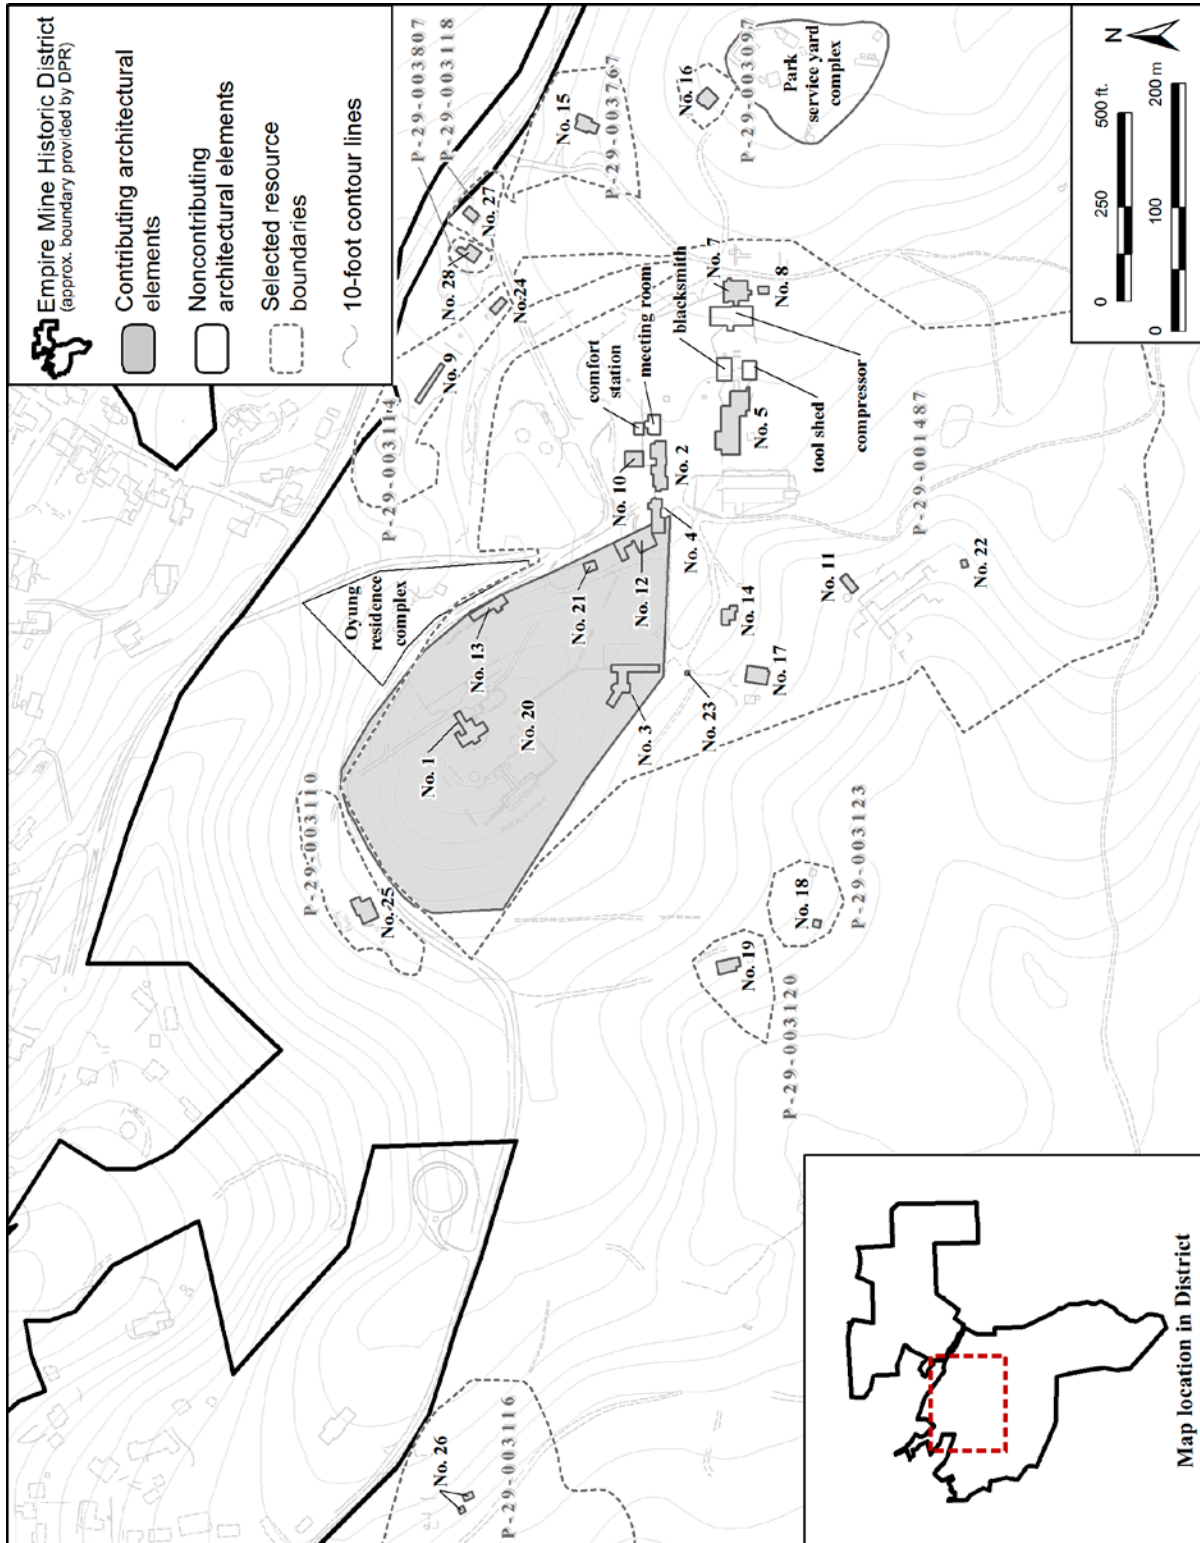 Empire Mine Historic District
(approx. boundary provided by DPR)
Contributing architectural
elements
Noncontributing
architectural elements
Selected resource
boundaries
10-foot contour lines
N
0 250 500 ft.
0 100 200 m
P-29-003807
P-29-003118
P-29-003767
P-29-003097
P-29-003114
P-29-001487
P-29-003110
P-29-003123
P-29-003120
P-29-003116
No. 15
No. 16
Park
service yard
complex
No. 27
No. 28
No.24
No. 9
No. 7
No. 8
comfort
station
meeting room
blacksmith
tool shed
compressor
No. 5
No. 10
No. 2
No. 4
No. 12
No. 21
No. 13
Oyung
residence
complex
No. 1
No. 20
No. 3
No. 14
No. 11
No. 22
No. 17
No. 23
No. 25
No. 18
No. 19
No. 26
Map location in District